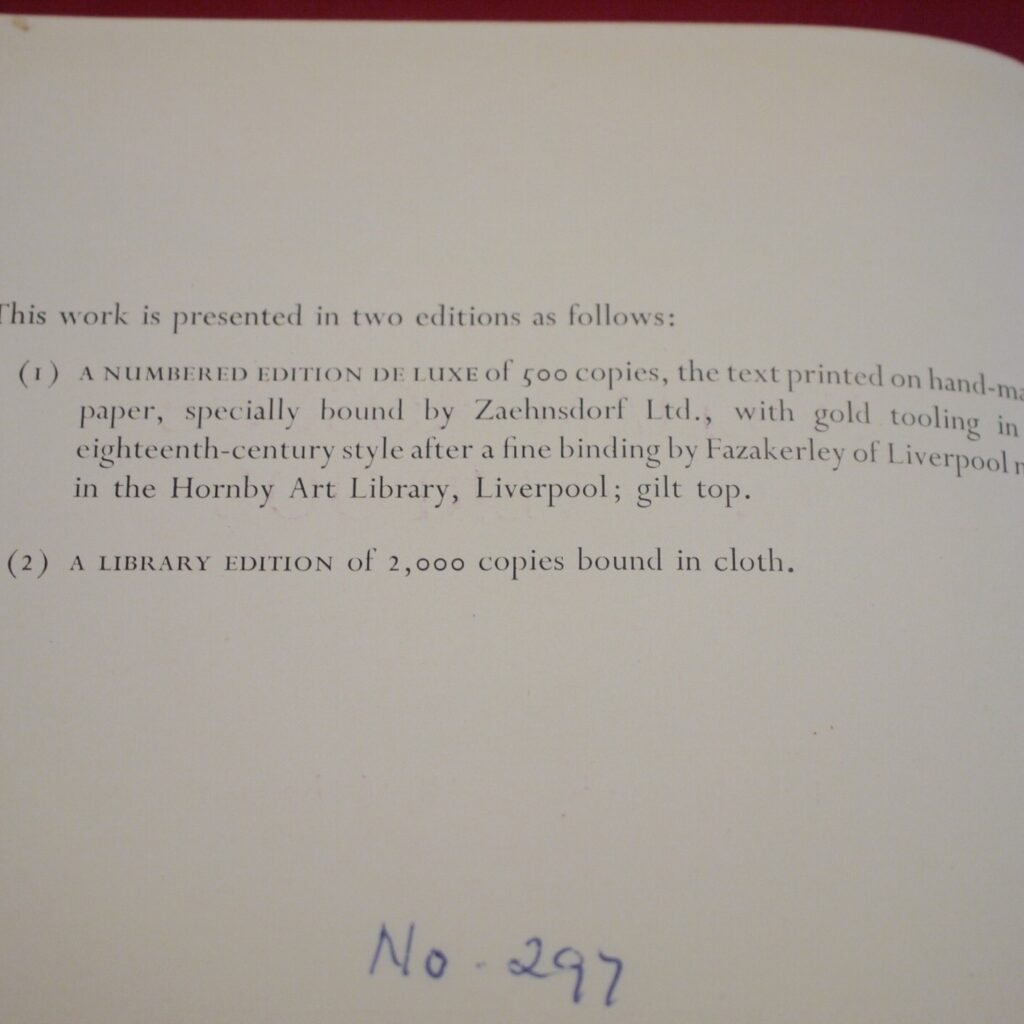 This work is presented in two editions as follows:
(1) A NUMBERED EDITION DE LUXE of 500 copies, the text printed on hand-ma
paper, specially bound by Zaehnsdorf Ltd., with gold tooling in
eighteenth-century style after a fine binding by Fazakerley of Liverpool
in the Hornby Art Library, Liverpool; gilt top.
(2) A LIBRARY EDITION of 2,000 copies bound in cloth.
No. 297